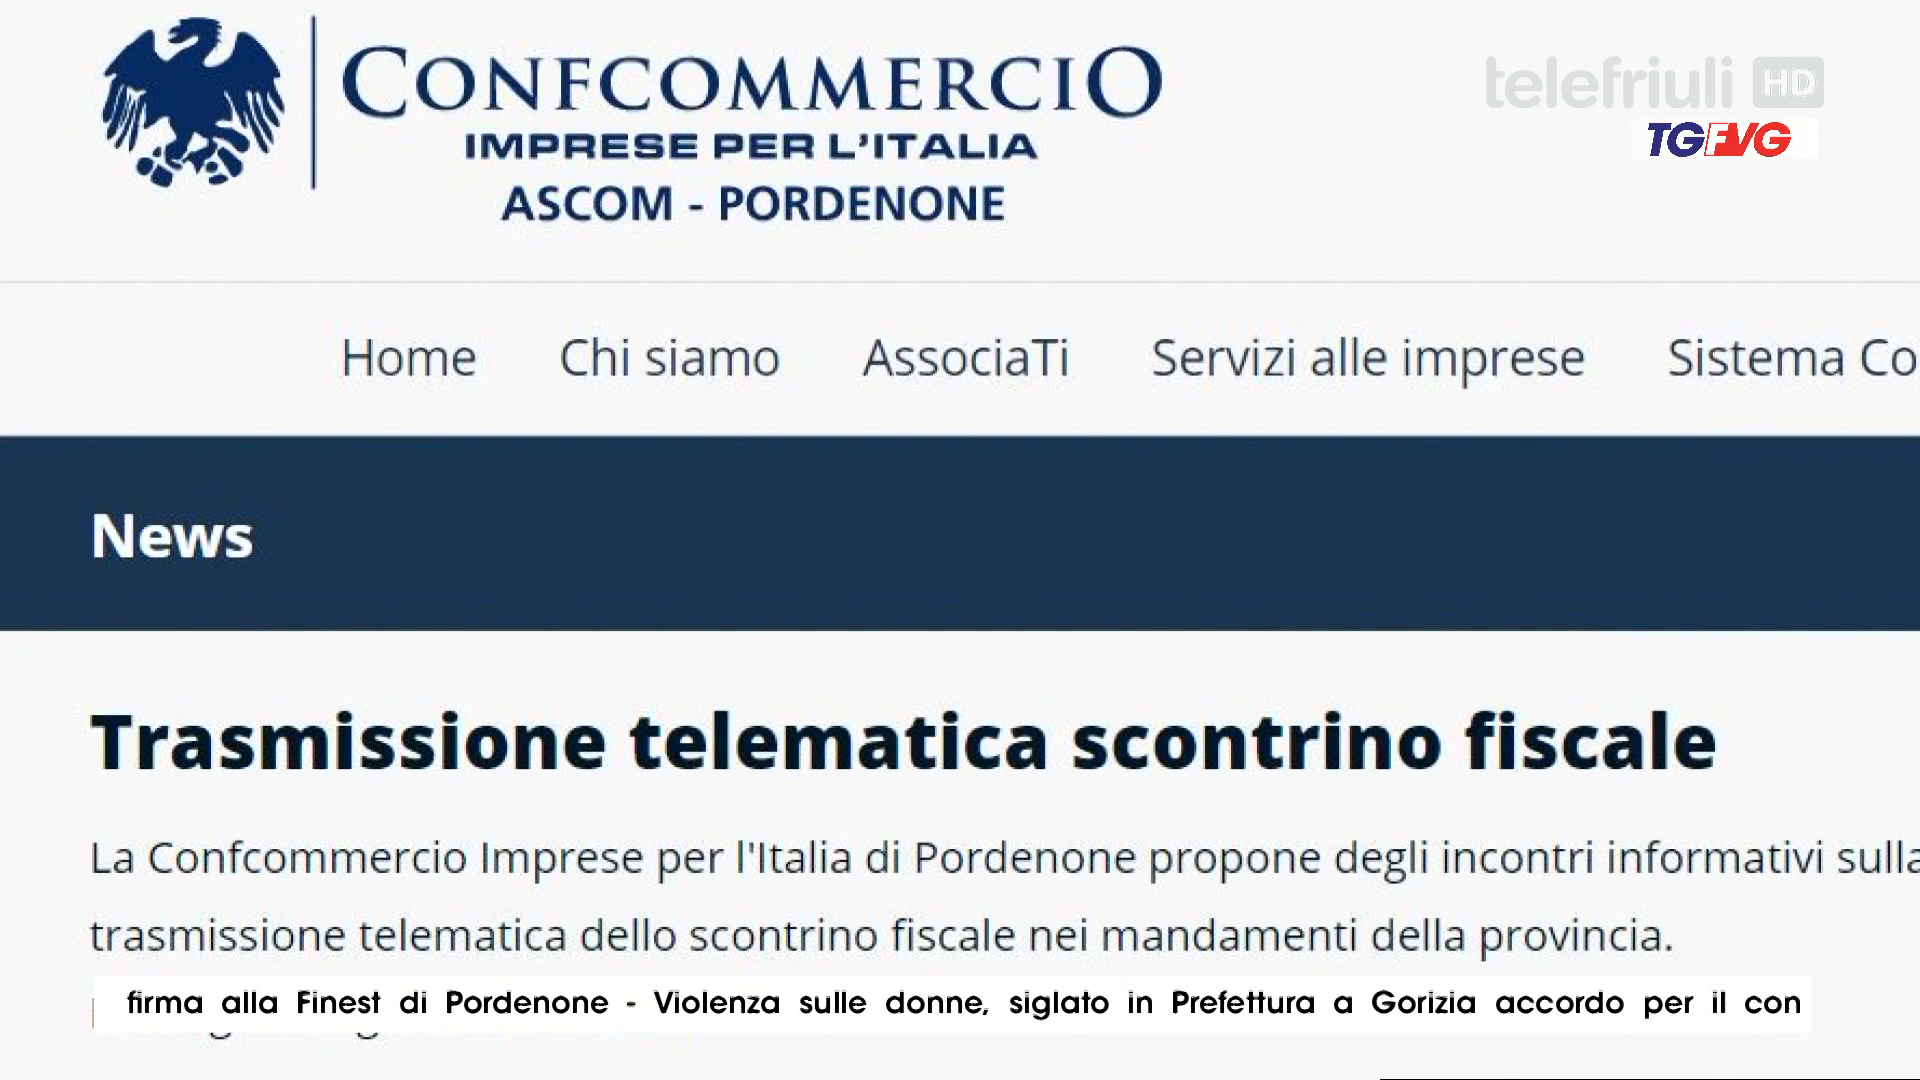 CONFCOMMERCIO
IMPRESE PER L'ITALIA
ASCOM - PORDENONE
telefriuli HD
TGFVG
Home Chi siamo AssociaTi Servizi alle imprese Sistema Co
News
Trasmissione telematica scontrino fiscale
La Confcommercio Imprese per l'Italia di Pordenone propone degli incontri informativi sulla
trasmissione telematica dello scontrino fiscale nei mandamenti della provincia.
firma alla Finest di Pordenone - Violenza sulle donne, siglato in Prefettura a Gorizia accordo per il con